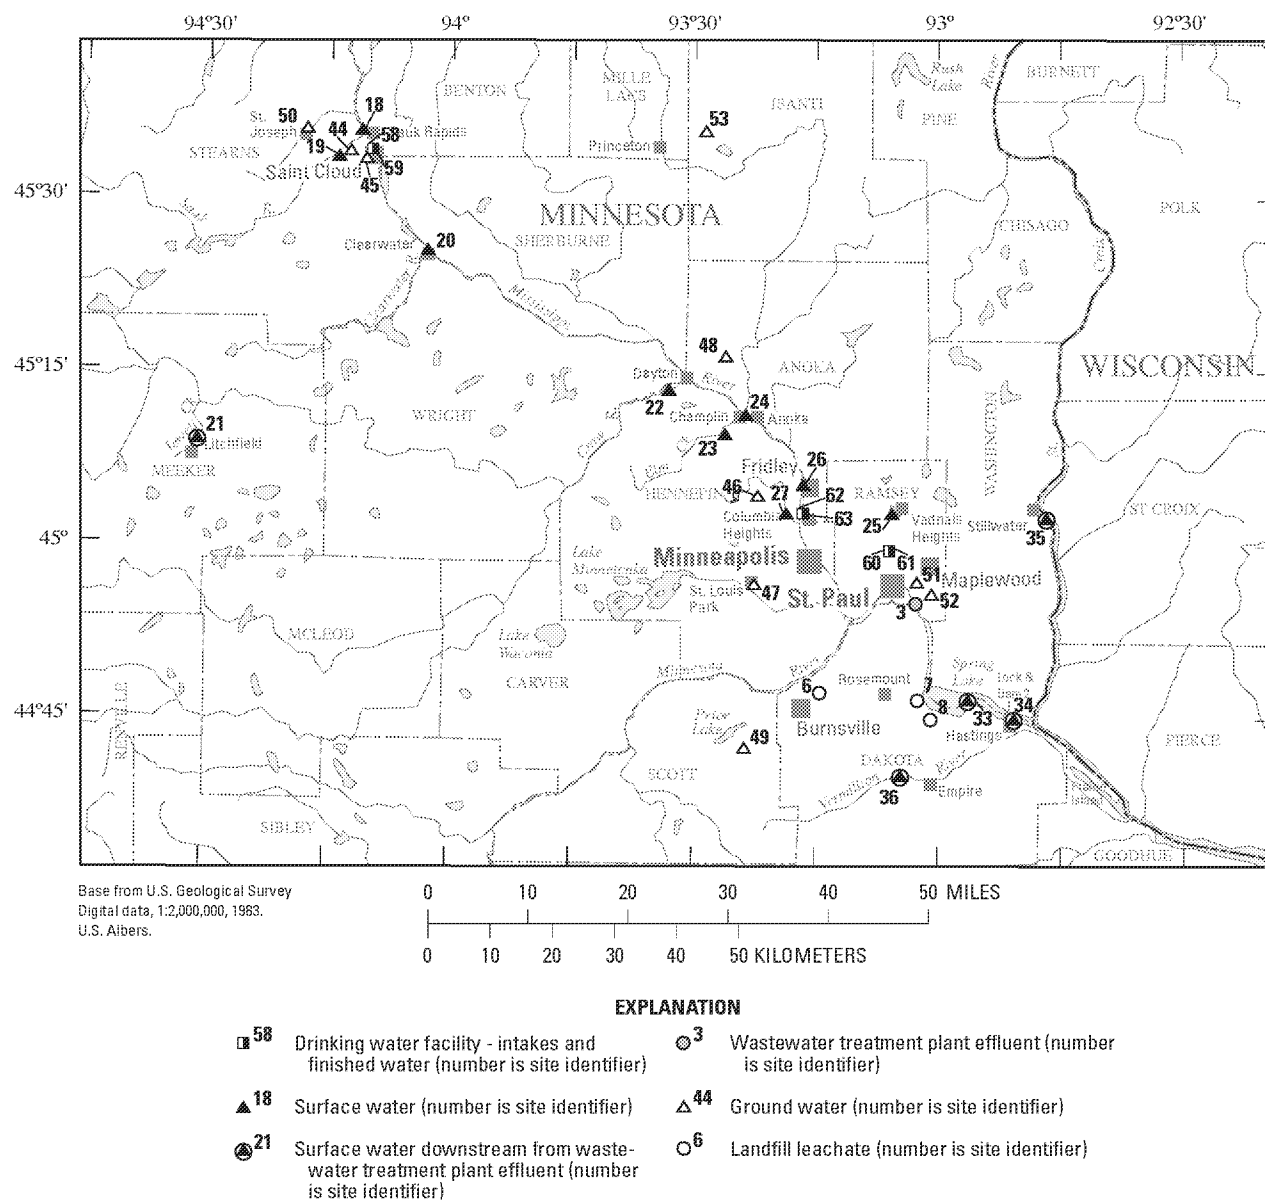 94°30' 94° 93°30' 93° 92°30'
BURNETT
Rush
Lake
River
BENTON
MILLE
LAKE
ISANTI
PINE
50 18 53
St.
Joseph
44 58
Princeton
STEARNS
19
59
Saint Cloud
45
45°30'
MINNESOTA
POLK
CHISAGO
SHERBURNE
Clearwater 20
Creek
Mississippi
48
45°15'
WISCONSIN
ANOKA
Dayton
River
22
WRIGHT
24
Champlin Anoka
23
21
Litchfield
MEEKER
WASHINGTON
Crow
Fridley 26
46 27 62
HENNEPIN
RAMSEY
63
Columbia
Heights
25
Vadnais
Heights
Stillwater
ST CROIX
35
45°
Minneapolis
60 61
Lake
Minnetonka
51
Maplewood
St. Louis
Park
47
St. Paul
52
3
MCLEOD
Lake
Waconia
CARVER
Minnesota River
Spring
Lake
Lock &
6
Rosemount
7
8
33
34
44°45'
RENVILLE
Prior
Lake
Burnsville
Hastings
49
DAKOTA
PIERCE
SCOTT
Vermillion River
36
Empire
Island
SIBLEY
GOODHUE
Base from U.S. Geological Survey
Digital data, 1:2,000,000, 1983.
U.S. Albers.
0 10 20 30 40 50 MILES
0 10 20 30 40 50 KILOMETERS
EXPLANATION
58 Drinking water facility - intakes and
finished water (number is site identifier)
18 Surface water (number is site identifier)
21 Surface water downstream from waste-
water treatment plant effluent (number
is site identifier)
3 Wastewater treatment plant effluent (number
is site identifier)
44 Ground water (number is site identifier)
6 Landfill leachate (number is site identifier)